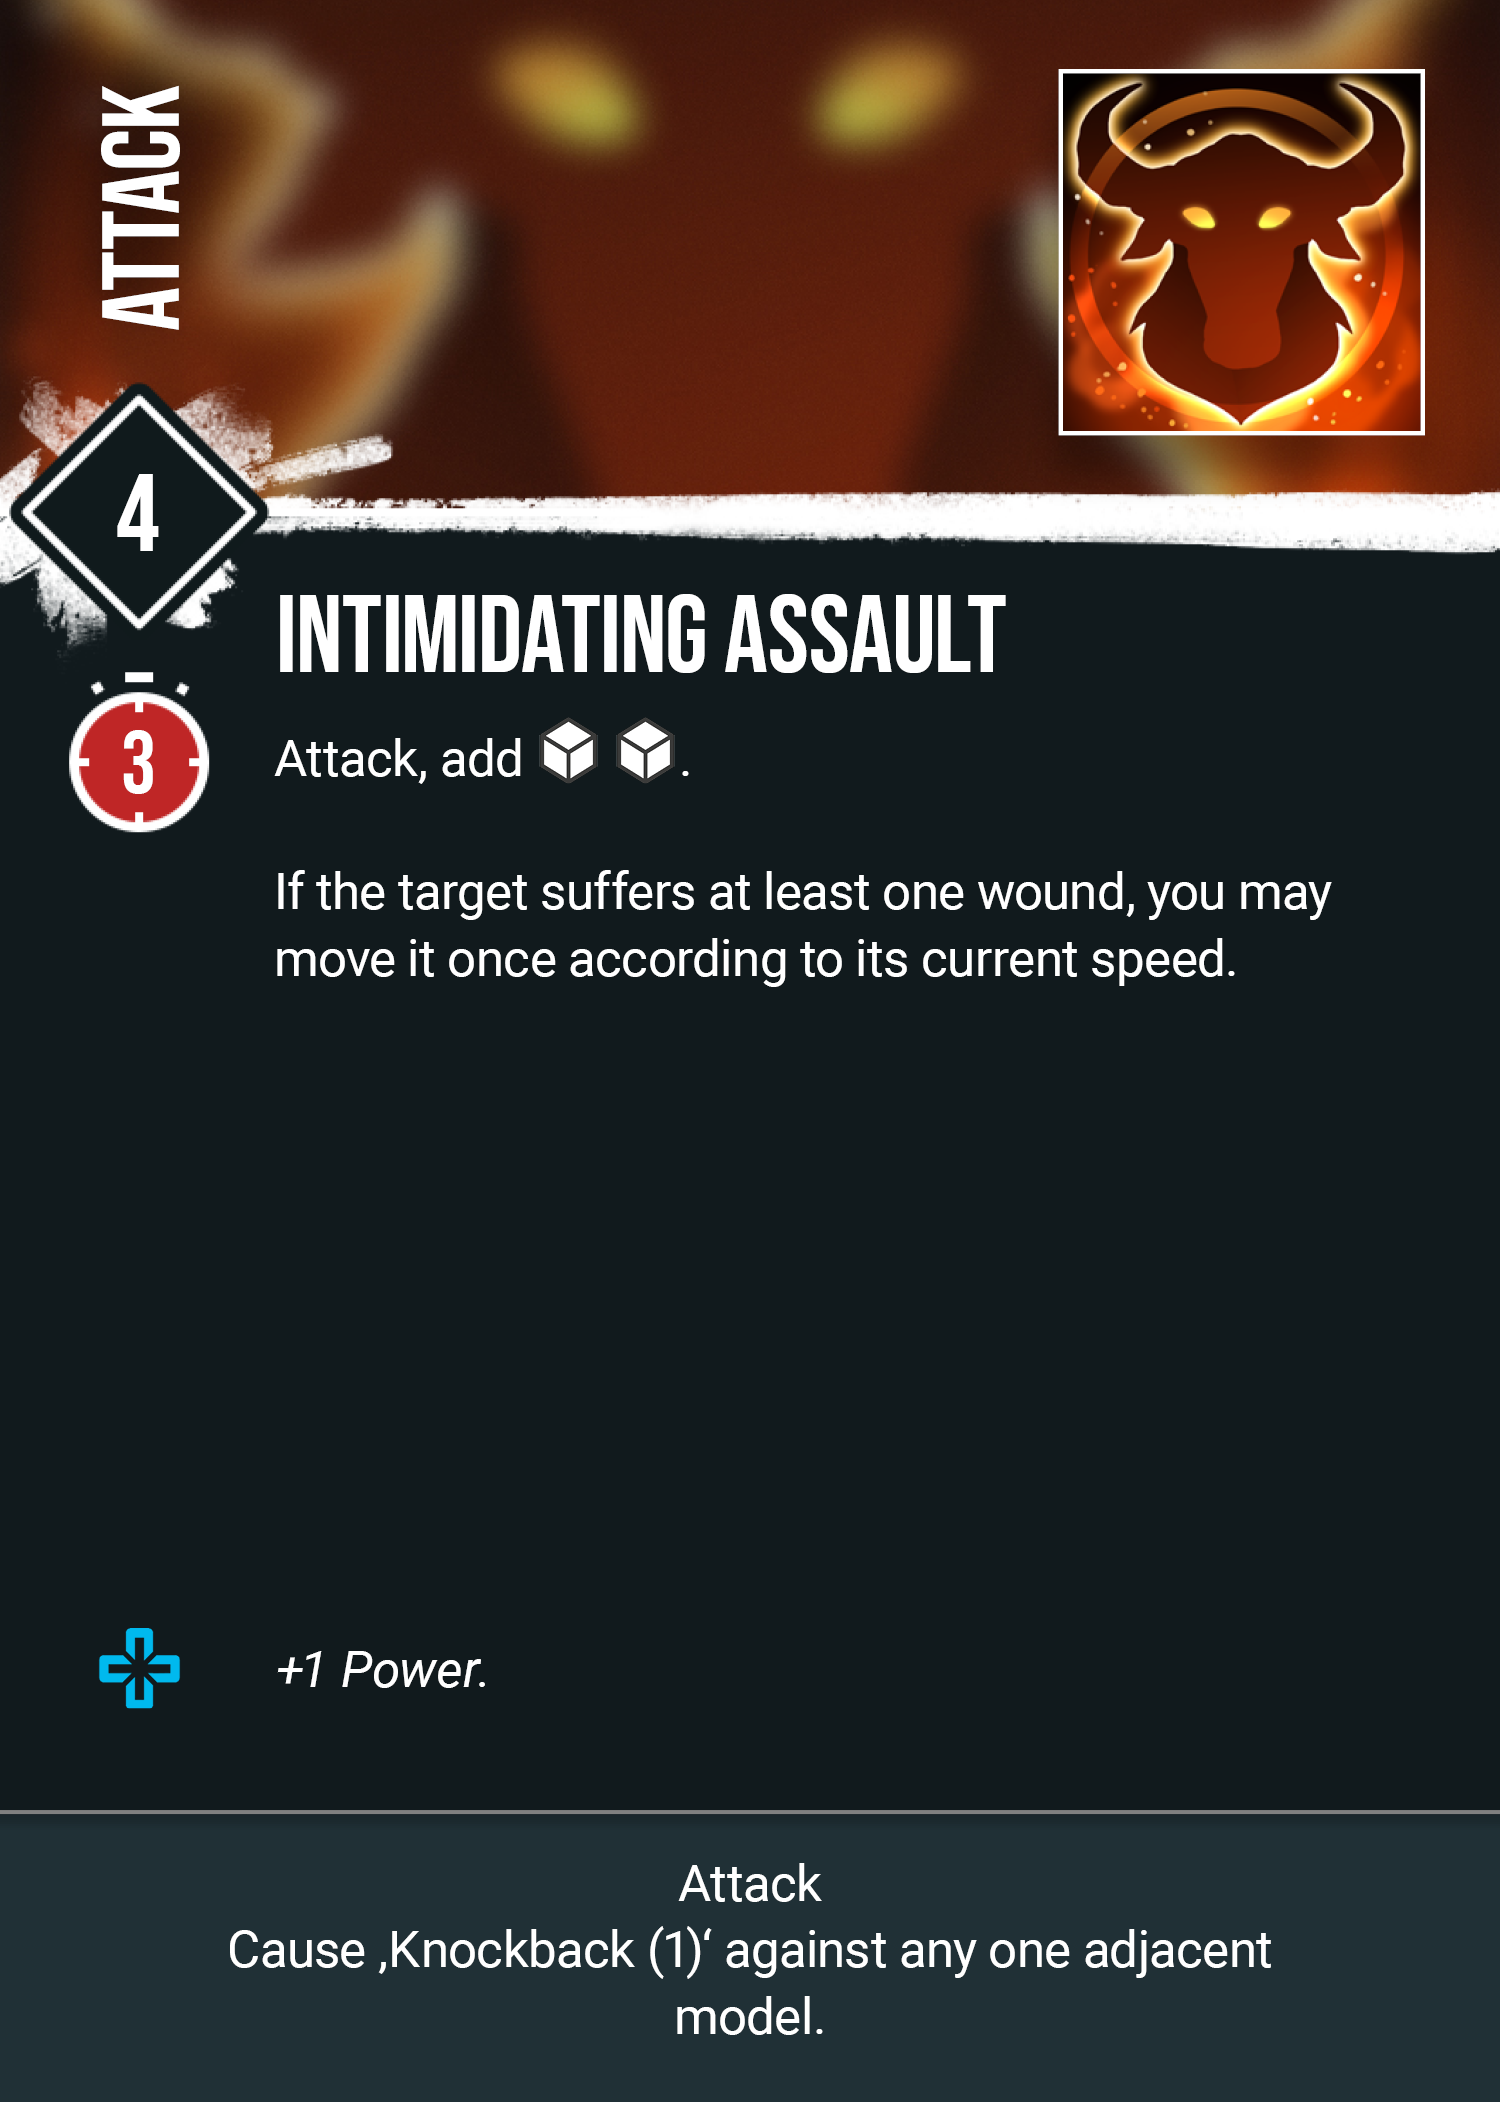 ATTACK
4
INTIMIDATING ASSAULT
3
Attack, add .
If the target suffers at least one wound, you may
move it once according to its current speed.
+1 Power.
Attack
Cause ‚Knockback (1)‘ against any one adjacent
model.